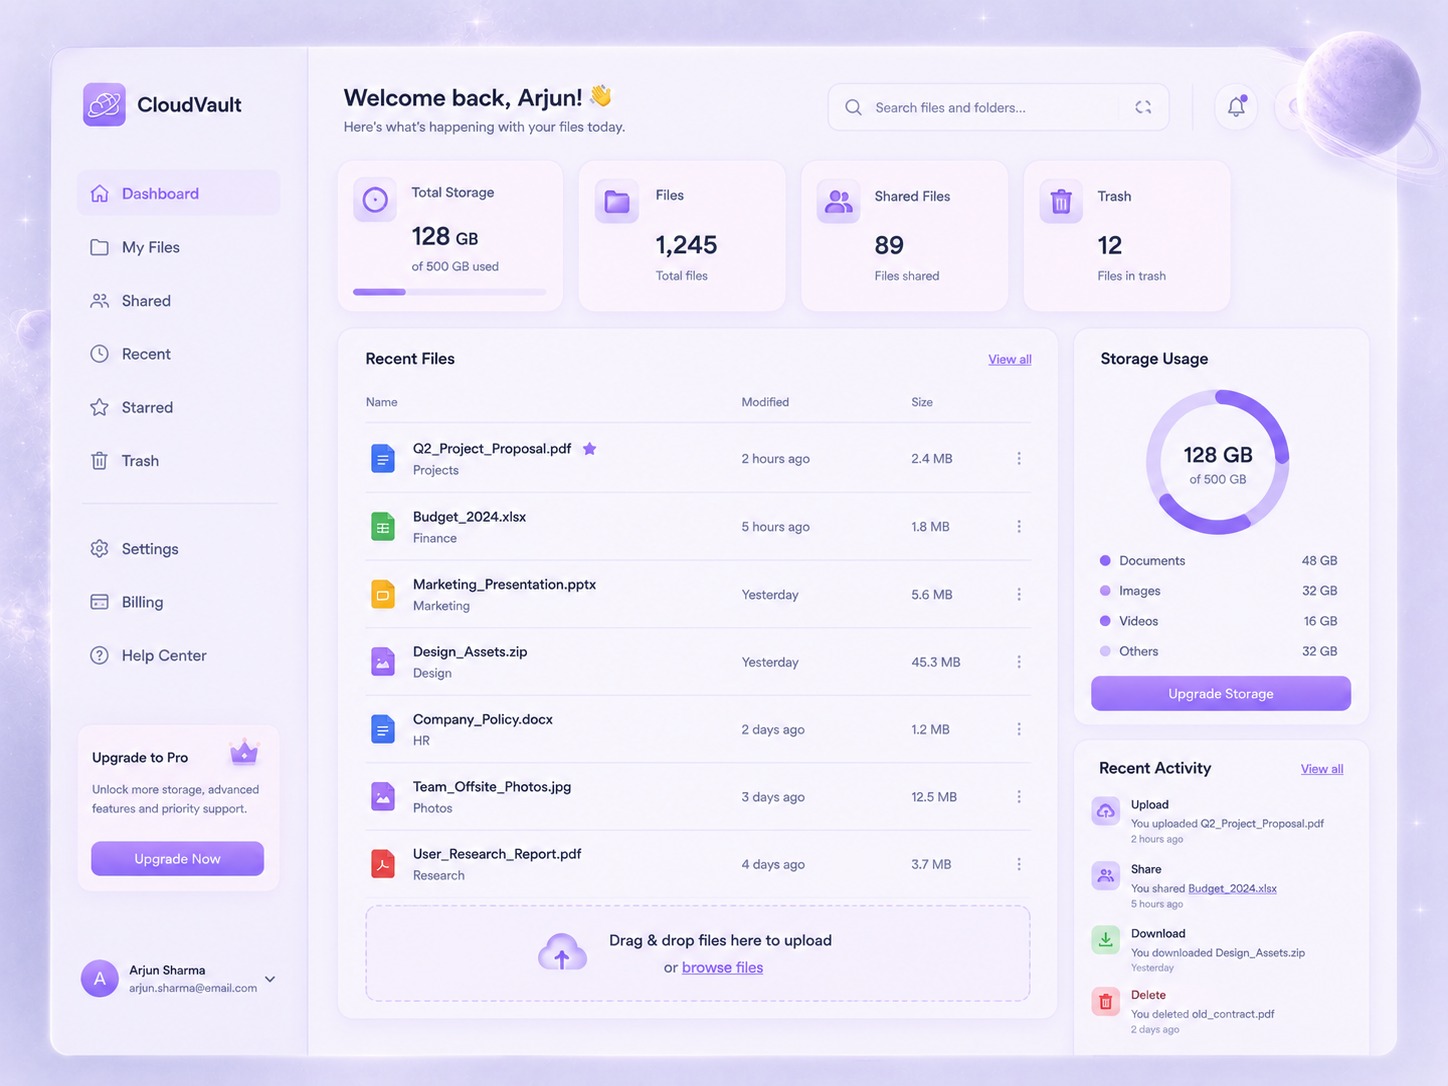 CloudVault
Dashboard
My Files
Shared
Recent
Starred
Trash
Settings
Billing
Help Center
Upgrade to Pro
Unlock more storage, advanced
features and priority support.
Upgrade Now
A
Arjun Sharma
arjun.sharma@email.com
Welcome back, Arjun! 👋
Here's what's happening with your files today.
Search files and folders...
Total Storage
128 GB
of 500 GB used
Files
1,245
Total files
Shared Files
89
Files shared
Trash
12
Files in trash
Recent Files
View all
Name Modified Size
Q2_Project_Proposal.pdf
Projects
2 hours ago
2.4 MB
Budget_2024.xlsx
Finance
5 hours ago
1.8 MB
Marketing_Presentation.pptx
Marketing
Yesterday
5.6 MB
Design_Assets.zip
Design
Yesterday
45.3 MB
Company_Policy.docx
HR
2 days ago
1.2 MB
Team_Offsite_Photos.jpg
Photos
3 days ago
12.5 MB
User_Research_Report.pdf
Research
4 days ago
3.7 MB
Drag & drop files here to upload
or browse files
Storage Usage
128 GB
of 500 GB
Documents 48 GB
Images 32 GB
Videos 16 GB
Others 32 GB
Upgrade Storage
Recent Activity
View all
Upload
You uploaded Q2_Project_Proposal.pdf
2 hours ago
Share
You shared Budget_2024.xlsx
5 hours ago
Download
You downloaded Design_Assets.zip
Yesterday
Delete
You deleted old_contract.pdf
2 days ago